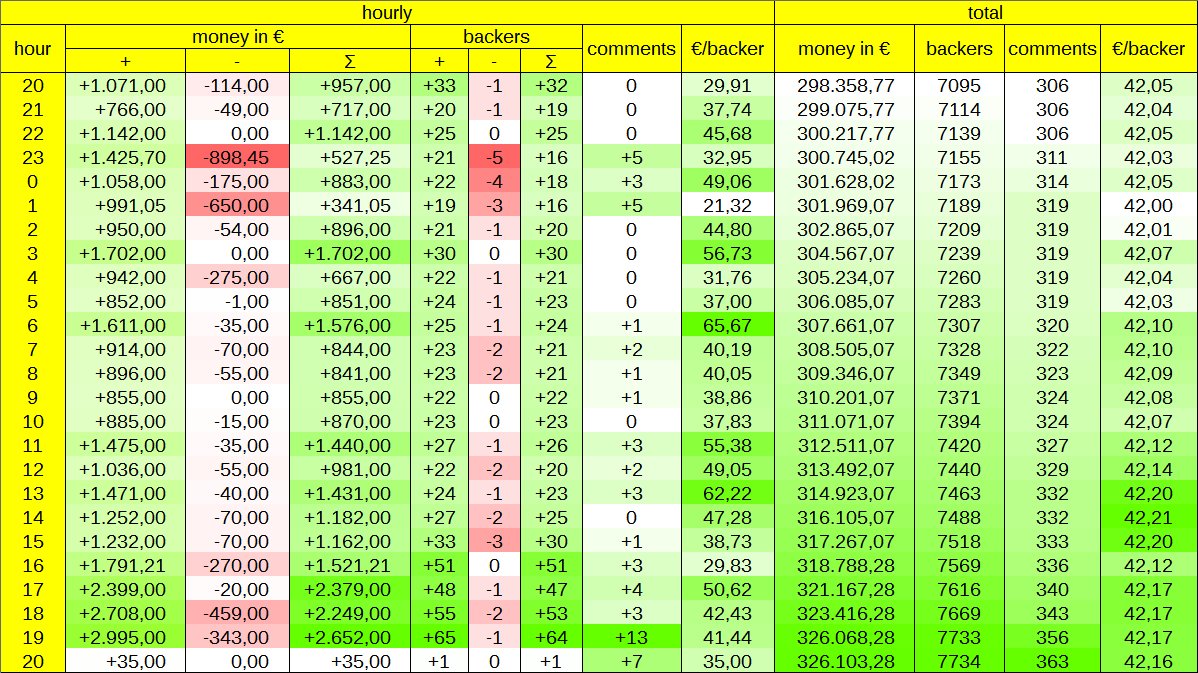 hourly total
hour money in € backers comments €/backer money in € backers comments €/backer
+ - Σ + - Σ
20 +1.071,00 -114,00 +957,00 +33 -1 +32 0 29,91 298.358,77 7095 306 42,05
21 +766,00 -49,00 +717,00 +20 -1 +19 0 37,74 299.075,77 7114 306 42,04
22 +1.142,00 0,00 +1.142,00 +25 0 +25 0 45,68 300.217,77 7139 306 42,05
23 +1.425,70 -898,45 +527,25 +21 -5 +16 +5 32,95 300.745,02 7155 311 42,03
0 +1.058,00 -175,00 +883,00 +22 -4 +18 +3 49,06 301.628,02 7173 314 42,05
1 +991,05 -650,00 +341,05 +19 -3 +16 +5 21,32 301.969,07 7189 319 42,00
2 +950,00 -54,00 +896,00 +21 -1 +20 0 44,80 302.865,07 7209 319 42,01
3 +1.702,00 0,00 +1.702,00 +30 0 +30 0 56,73 304.567,07 7239 319 42,07
4 +942,00 -275,00 +667,00 +22 -1 +21 0 31,76 305.234,07 7260 319 42,04
5 +852,00 -1,00 +851,00 +24 -1 +23 0 37,00 306.085,07 7283 319 42,03
6 +1.611,00 -35,00 +1.576,00 +25 -1 +24 +1 65,67 307.661,07 7307 320 42,10
7 +914,00 -70,00 +844,00 +23 -2 +21 +2 40,19 308.505,07 7328 322 42,10
8 +896,00 -55,00 +841,00 +23 -2 +21 +1 40,05 309.346,07 7349 323 42,09
9 +855,00 0,00 +855,00 +22 0 +22 +1 38,86 310.201,07 7371 324 42,08
10 +885,00 -15,00 +870,00 +23 0 +23 0 37,83 311.071,07 7394 324 42,07
11 +1.475,00 -35,00 +1.440,00 +27 -1 +26 +3 55,38 312.511,07 7420 327 42,12
12 +1.036,00 -55,00 +981,00 +22 -2 +20 +2 49,05 313.492,07 7440 329 42,14
13 +1.471,00 -40,00 +1.431,00 +24 -1 +23 +3 62,22 314.923,07 7463 332 42,20
14 +1.252,00 -70,00 +1.182,00 +27 -2 +25 0 47,28 316.105,07 7488 332 42,21
15 +1.232,00 -70,00 +1.162,00 +33 -3 +30 +1 38,73 317.267,07 7518 333 42,20
16 +1.791,21 -270,00 +1.521,21 +51 0 +51 +3 29,83 318.788,28 7569 336 42,12
17 +2.399,00 -20,00 +2.379,00 +48 -1 +47 +4 50,62 321.167,28 7616 340 42,17
18 +2.708,00 -459,00 +2.249,00 +55 -2 +53 +3 42,43 323.416,28 7669 343 42,17
19 +2.995,00 -343,00 +2.652,00 +65 -1 +64 +13 41,44 326.068,28 7733 356 42,17
20 +35,00 0,00 +35,00 +1 0 +1 +7 35,00 326.103,28 7734 363 42,16